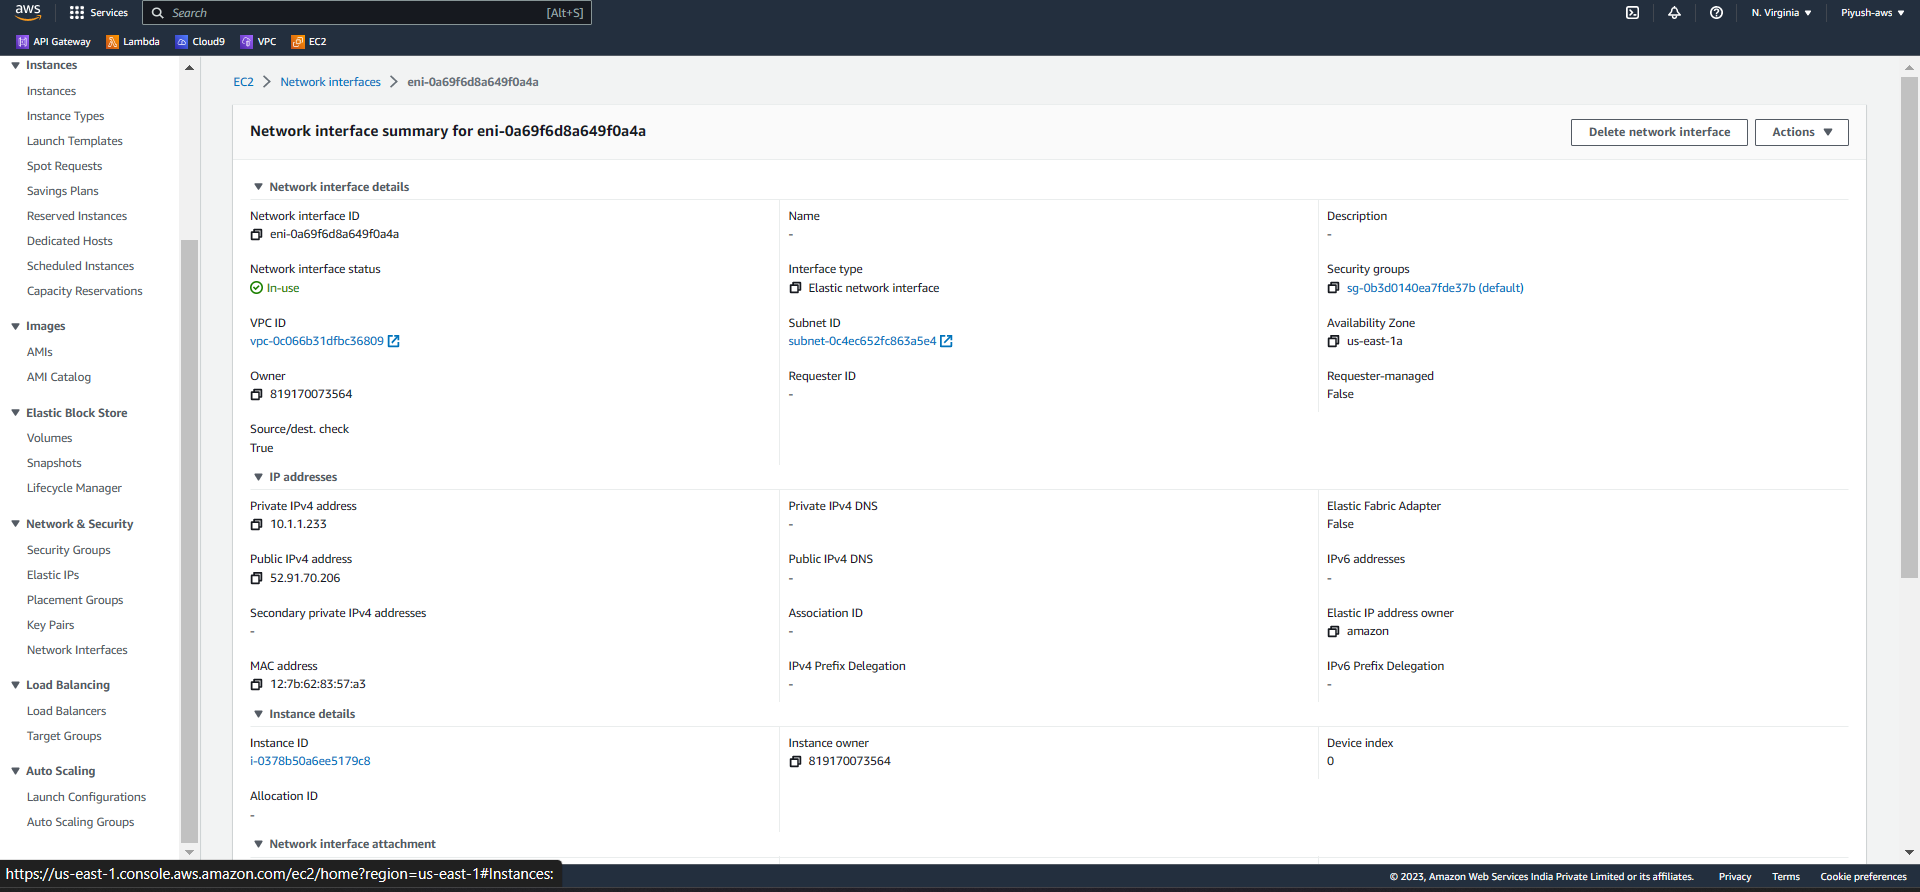 aws
Services
Search
[Alt+S]
N. Virginia
Piyush-aws
API Gateway
Lambda
Cloud9
VPC
EC2
Instances
Instances
Instance Types
Launch Templates
Spot Requests
Savings Plans
Reserved Instances
Dedicated Hosts
Scheduled Instances
Capacity Reservations
Images
AMIs
AMI Catalog
Elastic Block Store
Volumes
Snapshots
Lifecycle Manager
Network & Security
Security Groups
Elastic IPs
Placement Groups
Key Pairs
Network Interfaces
Load Balancing
Load Balancers
Target Groups
Auto Scaling
Launch Configurations
Auto Scaling Groups
EC2 > Network interfaces > eni-0a69f6d8a649f0a4a
Network interface summary for eni-0a69f6d8a649f0a4a
Delete network interface
Actions
Network interface details
Network interface ID
eni-0a69f6d8a649f0a4a
Name
-
Description
-
Network interface status
In-use
Interface type
Elastic network interface
Security groups
sg-0b3d0140ea7fde37b (default)
VPC ID
vpc-0c066b31dfbc36809
Subnet ID
subnet-0c4ec652fc863a5e4
Availability Zone
us-east-1a
Owner
819170073564
Requester ID
-
Requester-managed
False
Source/dest. check
True
IP addresses
Private IPv4 address
10.1.1.233
Private IPv4 DNS
-
Elastic Fabric Adapter
False
Public IPv4 address
52.91.70.206
Public IPv4 DNS
-
IPv6 addresses
-
Secondary private IPv4 addresses
-
Association ID
-
Elastic IP address owner
amazon
MAC address
12:7b:62:83:57:a3
IPv4 Prefix Delegation
-
IPv6 Prefix Delegation
-
Instance details
Instance ID
i-0378b50a6ee5179c8
Instance owner
819170073564
Device index
0
Allocation ID
-
Network interface attachment
https://us-east-1.console.aws.amazon.com/ec2/home?region=us-east-1#Instances:
© 2023, Amazon Web Services India Private Limited or its affiliates.
Privacy
Terms
Cookie preferences